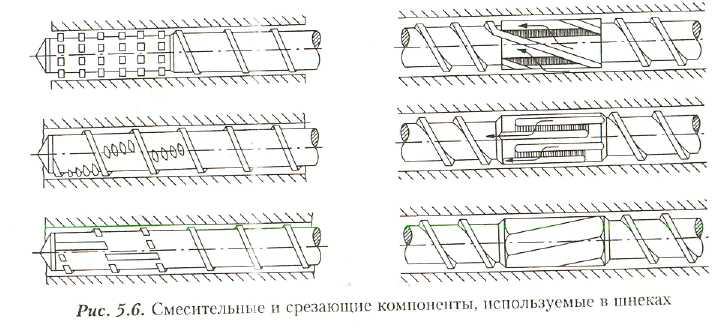 Рис. 5.6. Смесительные и срезающие компоненты, используемые в шнеках